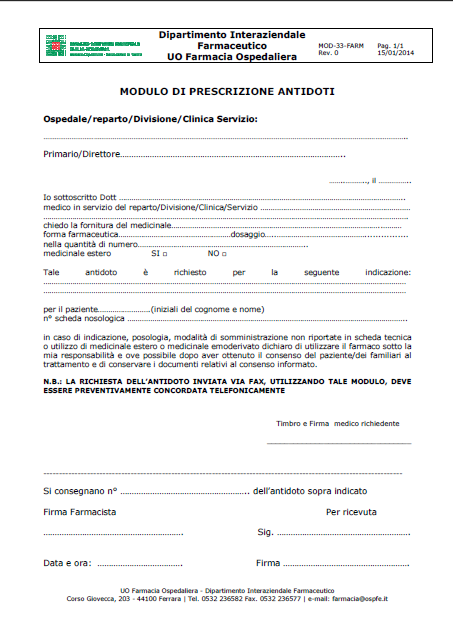 Dipartimento Interaziendale
Farmaceutico
UO Farmacia Ospedaliera
MOD-33-FARM
Rev. 0
Pag. 1/1
15/01/2014
MODULO DI PRESCRIZIONE ANTIDOTI
Ospedale/reparto/Divisione/Clinica Servizio:
Primario/Direttore……………………………………………………………..
……………, il …………..
Io sottoscritto Dott ………………………………………………………………………
medico in servizio del reparto/Divisione/Clinica/Servizio ……………………………………
chiedo la fornitura del medicinale………………………………………………………
forma farmaceutica……………………………dosaggio……………………………………
nella quantità di numero……………………………………………..
medicinale estero SI □ NO □
Tale antidoto è richiesto per la seguente indicazione:
per il paziente…………………(iniziali del cognome e nome)
n° scheda nosologica ……………………………………………………………………
in caso di indicazione, posologia, modalità di somministrazione non riportate in scheda tecnica
o utilizzo di medicinale estero o medicinale emoderivato dichiaro di utilizzare il farmaco sotto la
mia responsabilità e ove possibile dopo aver ottenuto il consenso del paziente/dei familiari al
trattamento e di conservare i documenti relativi al consenso informato.
N.B.: LA RICHIESTA DELL'ANTIDOTO INVIATA VIA FAX, UTILIZZANDO TALE MODULO, DEVE
ESSERE PREVENTIVAMENTE CONCORDATA TELEFONICAMENTE
Timbro e Firma medico richiedente
Si consegnano n° ……………………………………….. dell'antidoto sopra indicato
Firma Farmacista Per ricevuta
……………………………………………. Sig. ………………………………………….
Data e ora: …………………………. Firma ………………………………………..
UO Farmacia Ospedaliera - Dipartimento Interaziendale Farmaceutico
Corso Giovecca, 203 - 44100 Ferrara | Tel. 0532 236582 Fax. 0532 236577 | e-mail: farmacia@ospfe.it